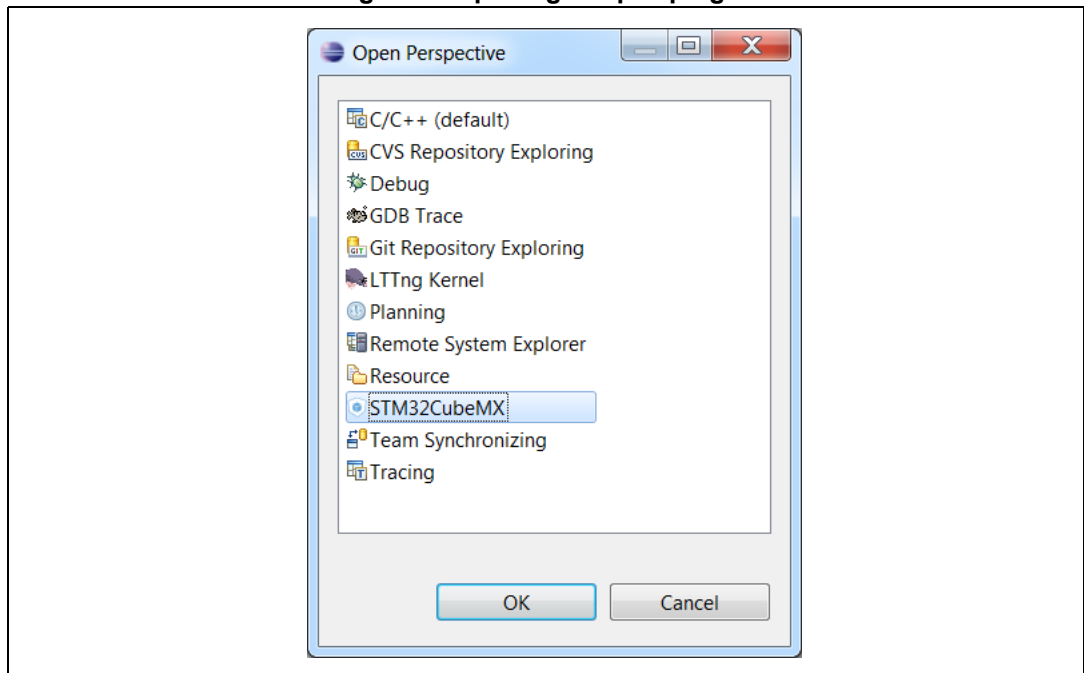 Open Perspective
C/C++ (default)
CVS Repository Exploring
Debug
GDB Trace
Git Repository Exploring
LTTng Kernel
Planning
Remote System Explorer
Resource
STM32CubeMX
Team Synchronizing
Tracing
OK
Cancel